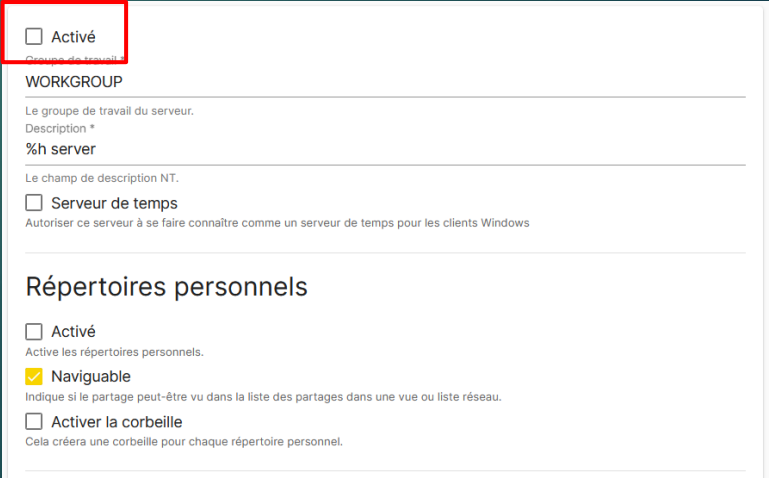 Activé
Groupe de travail *
WORKGROUP
Le groupe de travail du serveur.
Description *
%h server
Le champ de description NT.
Serveur de temps
Autoriser ce serveur à se faire connaître comme un serveur de temps pour les clients Windows
Répertoires personnels
Activé
Active les répertoires personnels.
Naviguable
Indique si le partage peut-être vu dans la liste des partages dans une vue ou liste réseau.
Activer la corbeille
Cela créera une corbeille pour chaque répertoire personnel.